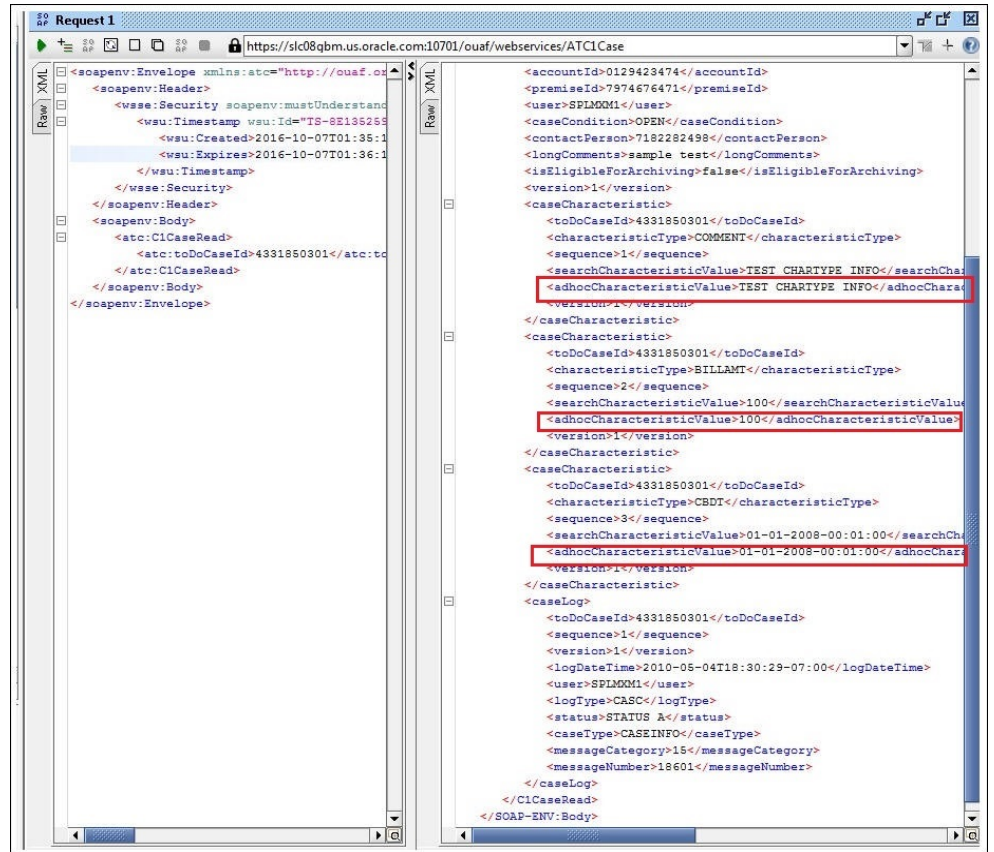 Request 1
https://slc08qbm.us.oracle.com:10701/ouaf/webservices/ATC1Case
XML
Raw
<soapenv:Envelope xmlns:atc="http://ouaf.or
<soapenv:Header>
<wsse:Security soapenv:mustUnderstand
<wsu:Timestamp wsu:Id="TS-8E135259
<wsu:Created>2016-10-07T01:35:1
<wsu:Expires>2016-10-07T01:36:1
</wsu:Timestamp>
</wsse:Security>
</soapenv:Header>
<soapenv:Body>
<atc:C1CaseRead>
<atc:toDoCaseId>4331850301</atc:to
</atc:C1CaseRead>
</soapenv:Body>
</soapenv:Envelope>
XML
Raw
<accountId>0129423474</accountId>
<premiseId>7974676471</premiseId>
<user>SPLMXM1</user>
<caseCondition>OPEN</caseCondition>
<contactPerson>7182282498</contactPerson>
<longComments>sample test</longComments>
<isEligibleForArchiving>false</isEligibleForArchiving>
<version>1</version>
<caseCharacteristic>
<toDoCaseId>4331850301</toDoCaseId>
<characteristicType>COMMENT</characteristicType>
<sequence>1</sequence>
<searchCharacteristicValue>TEST CHARTYPE INFO</searchChar
<adhocCharacteristicValue>TEST CHARTYPE INFO</adhocCharac
<version>1</version>
</caseCharacteristic>
<caseCharacteristic>
<toDoCaseId>4331850301</toDoCaseId>
<characteristicType>BILLAMT</characteristicType>
<sequence>2</sequence>
<searchCharacteristicValue>100</searchCharacteristicValue
<adhocCharacteristicValue>100</adhocCharacteristicValue>
<version>1</version>
</caseCharacteristic>
<caseCharacteristic>
<toDoCaseId>4331850301</toDoCaseId>
<characteristicType>CBDT</characteristicType>
<sequence>3</sequence>
<searchCharacteristicValue>01-01-2008-00:01:00</searchCha
<adhocCharacteristicValue>01-01-2008-00:01:00</adhocChara
<version>1</version>
</caseCharacteristic>
<caseLog>
<toDoCaseId>4331850301</toDoCaseId>
<sequence>1</sequence>
<version>1</version>
<logDateTime>2010-05-04T18:30:29-07:00</logDateTime>
<user>SPLMXM1</user>
<logType>CASC</logType>
<status>STATUS A</status>
<caseType>CASEINFO</caseType>
<messageCategory>15</messageCategory>
<messageNumber>18601</messageNumber>
</caseLog>
</C1CaseRead>
</SOAP-ENV:Body>